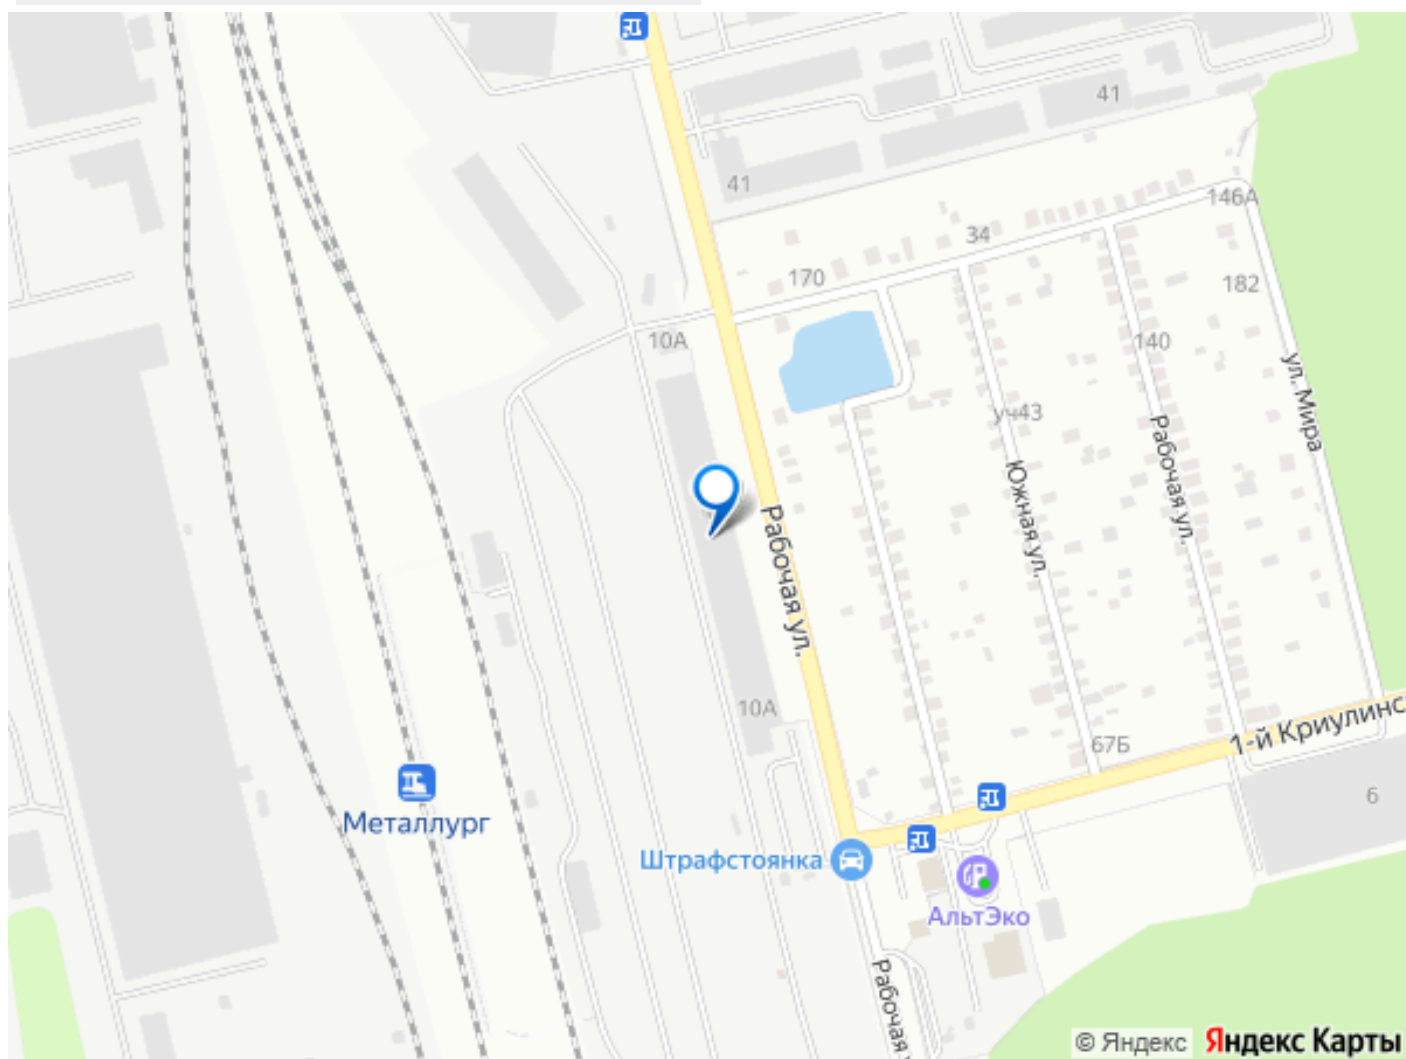 41
41
146А
34
170
182
10А
140
ул. Мира
уч43
Рабочая ул.
Южная ул.
Рабочая ул.
10А
67Б
1-й Криулинс
6
Металлург
Штрафстоянка
АльтЭко
Рабочая у
© Яндекс Яндекс Карты